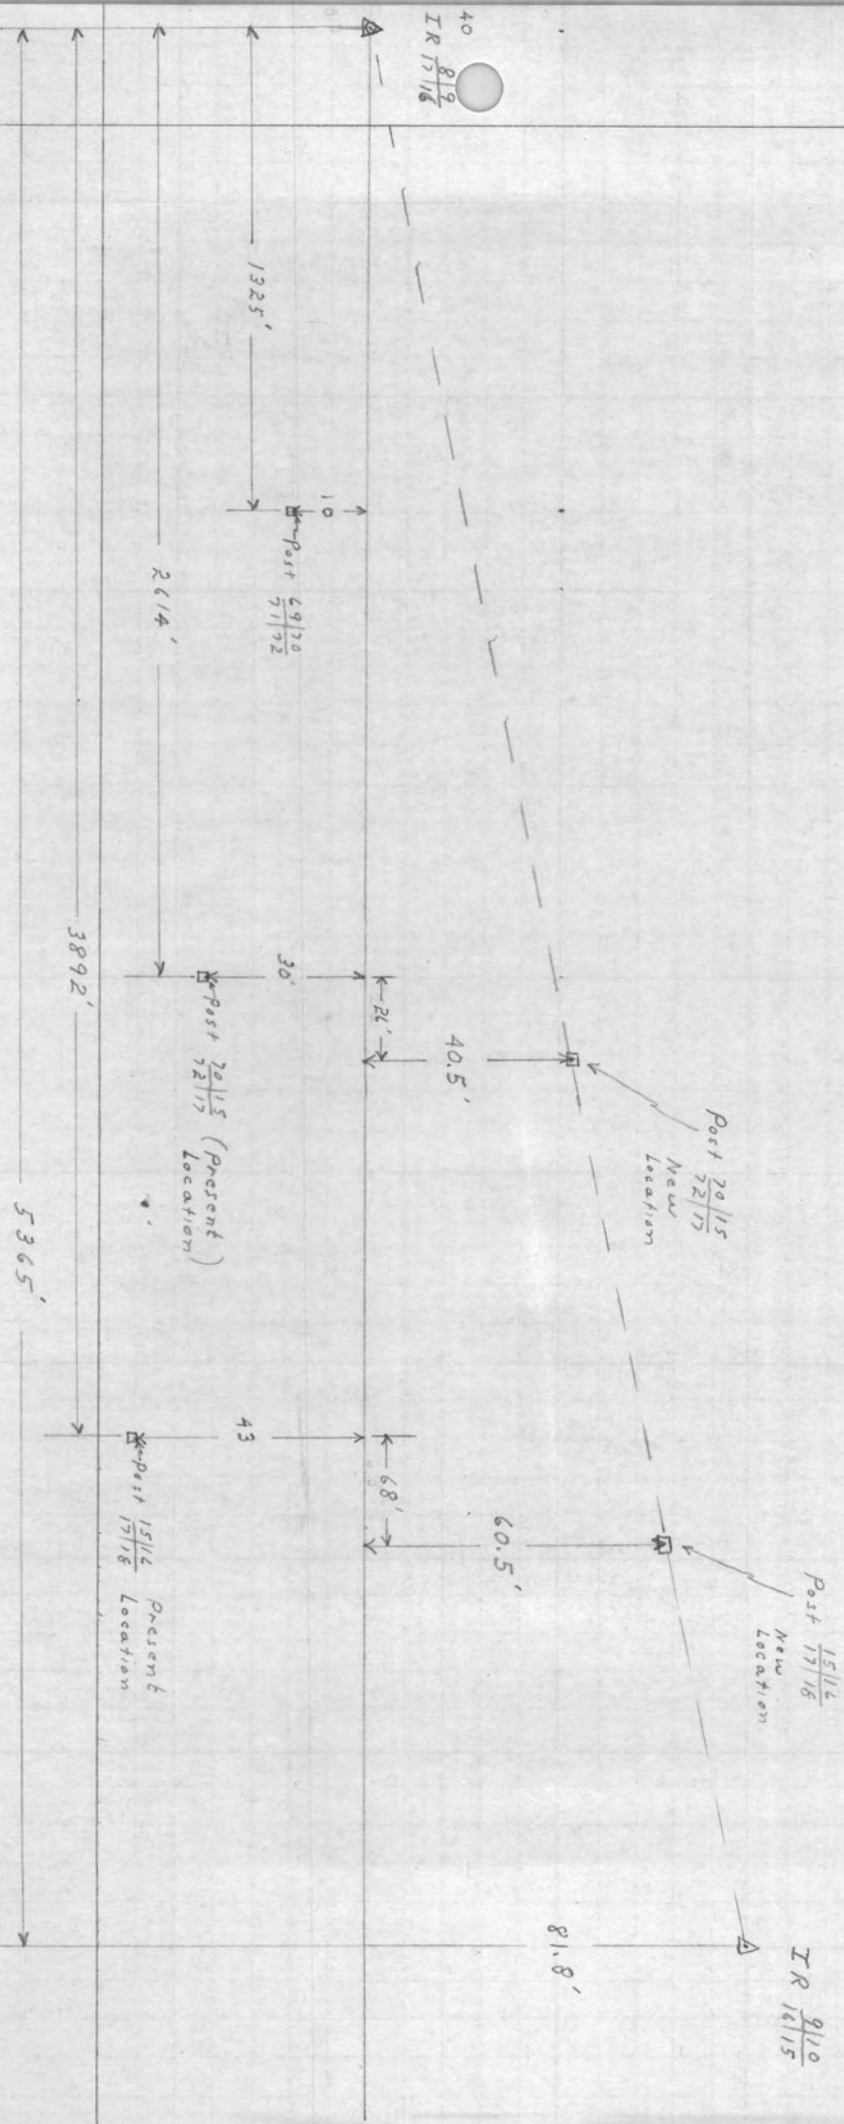 40
IR 8|9
17|16
1325'
10
Post 69|70
71|72
2614'
30'
Post 70|15 (Present
72|17 Location)
26'
40.5'
Post 70|15
72|17
New
Location
3892'
43
Post 15|16 Present
17|18 Location
68'
60.5'
Post 15|16
17|18
New
Location
5365'
81.8'
IR 9|10
16|15